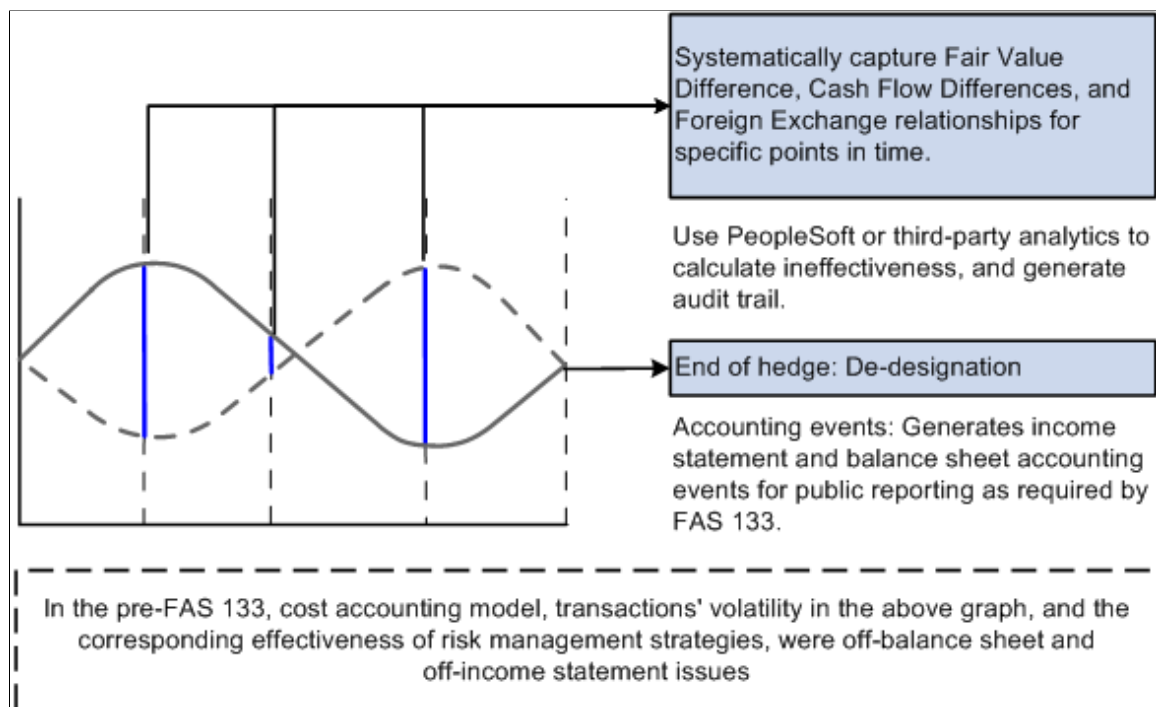 Systematically capture Fair Value
Difference, Cash Flow Differences, and
Foreign Exchange relationships for
specific points in time.
Use PeopleSoft or third-party analytics to
calculate ineffectiveness, and generate
audit trail.
End of hedge: De-designation
Accounting events: Generates income
statement and balance sheet accounting
events for public reporting as required by
FAS 133.
In the pre-FAS 133, cost accounting model, transactions' volatility in the above graph, and the
corresponding effectiveness of risk management strategies, were off-balance sheet and
off-income statement issues